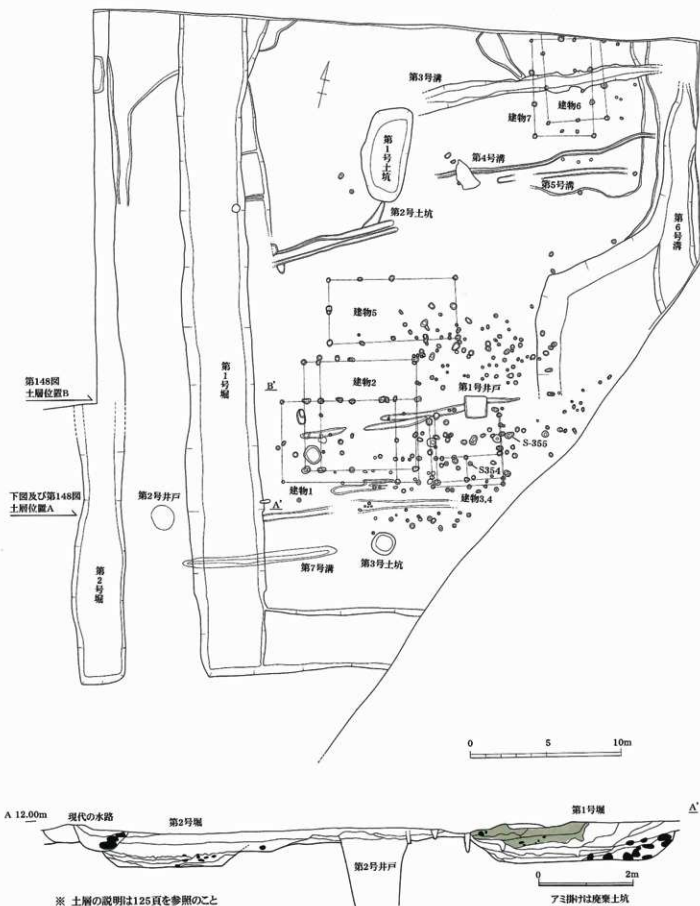 第3号溝
建物6
建物7
第1号土坑
第4号溝
第5号溝
第2号土坑
第6号溝
建物5
第1号堀
第148図
土層位置B
B'
建物2
第1号井戸
S-355
S354
下図及び第148図
土層位置A
第2号井戸
建物1
建物3,4
A'
第2号堀
第7号溝
第3号土坑
0 5 10m
A 12.00m
現代の水路
第2号堀
第1号堀
A'
第2号井戸
0 2m
※ 土層の説明は125頁を参照のこと
アミ掛けは廃棄土坑